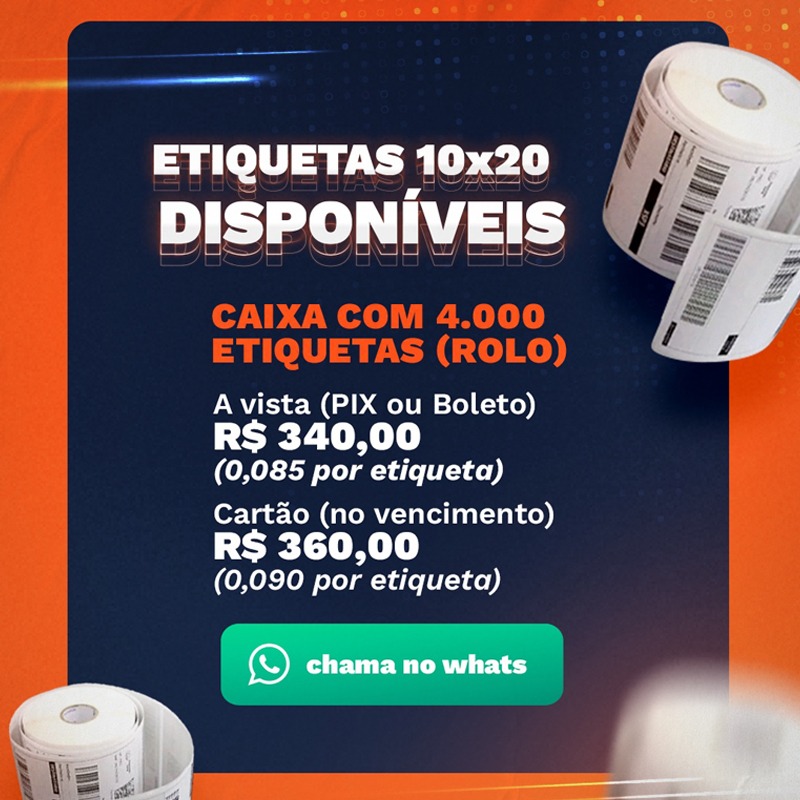 ETIQUETAS 10x20
DISPONÍVEIS
CAIXA COM 4.000
ETIQUETAS (ROLO)
A vista (PIX ou Boleto)
R$ 340,00
(0,085 por etiqueta)
Cartão (no vencimento)
R$ 360,00
(0,090 por etiqueta)
chama no whats